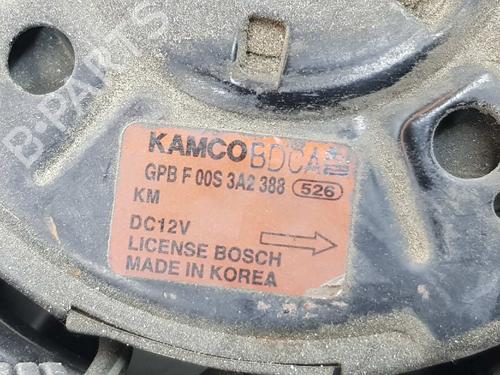 B-PARTS
KAMCO BDCA
GPB F 00S 3A2 388 526
KM
DC12V
LICENSE BOSCH
MADE IN KOREA